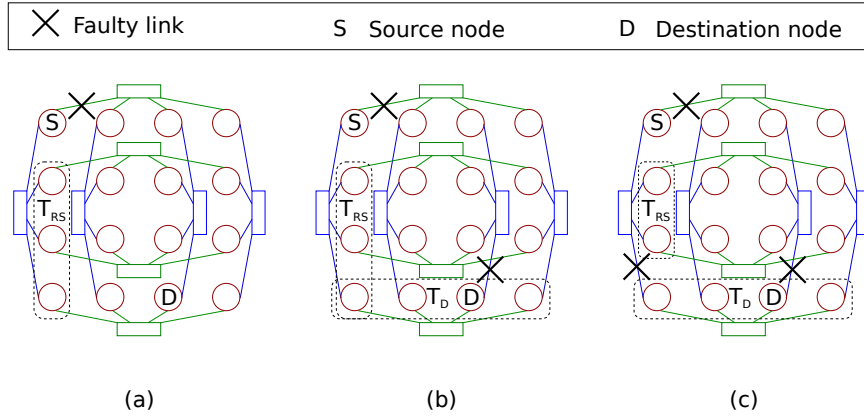 Faulty link S Source node D Destination node
S S S
T_RS T_RS T_RS
D T_D D T_D D
(a) (b) (c)